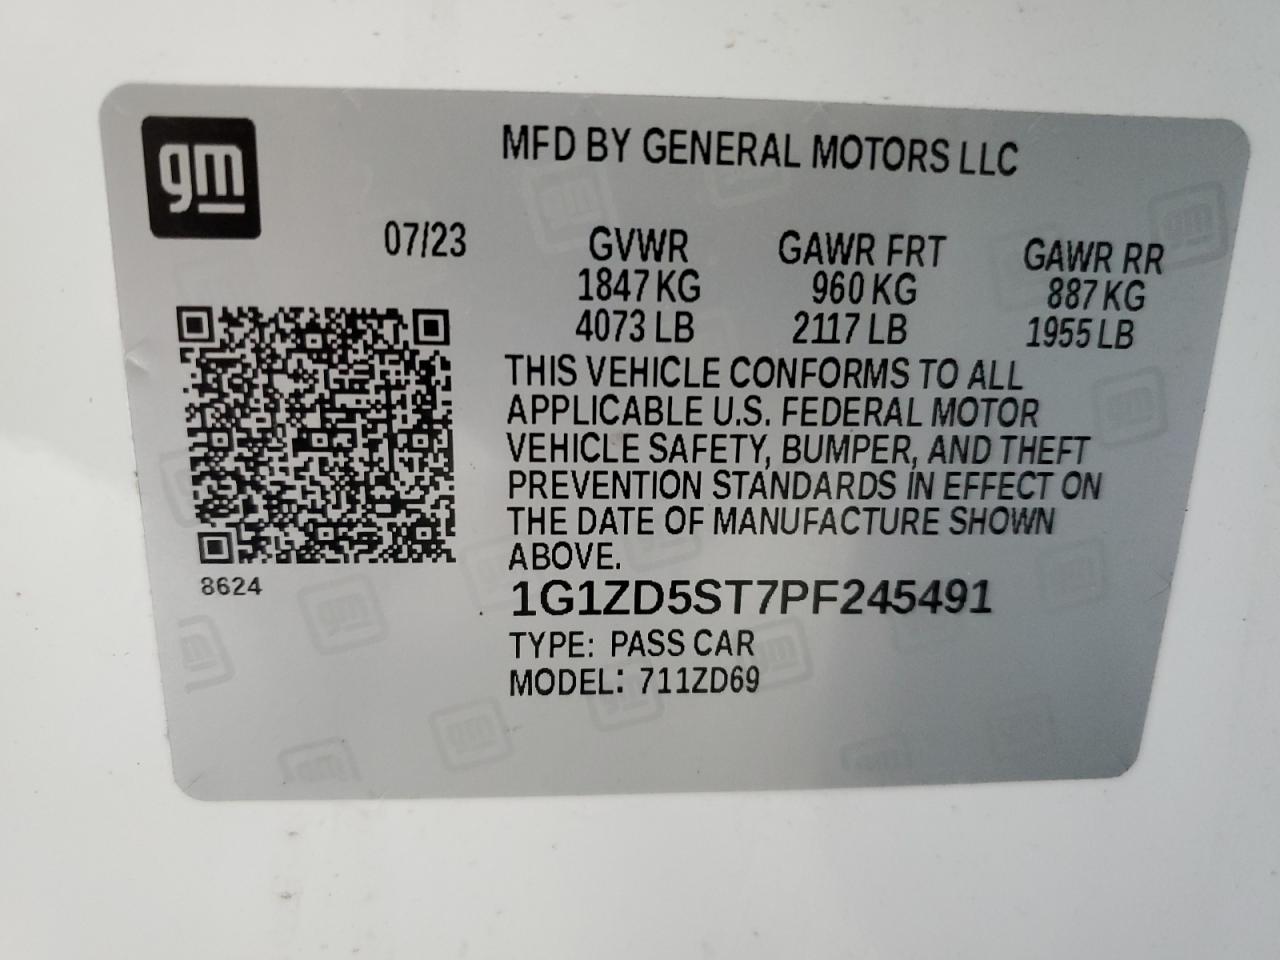 gm
MFD BY GENERAL MOTORS LLC
07/23
GVWR
1847 KG
4073 LB
GAWR FRT
960 KG
2117 LB
GAWR RR
887 KG
1955 LB
THIS VEHICLE CONFORMS TO ALL
APPLICABLE U.S. FEDERAL MOTOR
VEHICLE SAFETY, BUMPER, AND THEFT
PREVENTION STANDARDS IN EFFECT ON
THE DATE OF MANUFACTURE SHOWN
ABOVE.
8624
1G1ZD5ST7PF245491
TYPE: PASS CAR
MODEL: 711ZD69